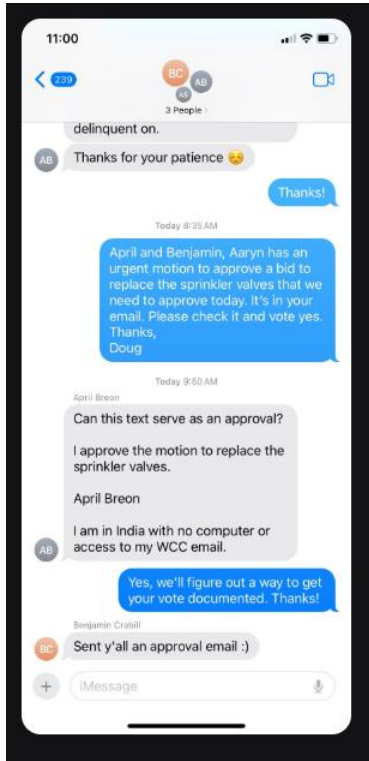 11:00
239
BC
AB
AB
3 People
delinquent on.
AB
Thanks for your patience
Thanks!
Today 8:35 AM
April and Benjamin, Aaryn has an
urgent motion to approve a bid to
replace the sprinkler valves that we
need to approve today. It's in your
email. Please check it and vote yes.
Thanks,
Doug
Today 9:50 AM
April Breon
Can this text serve as an approval?
I approve the motion to replace the
sprinkler valves.
April Breon
I am in India with no computer or
access to my WCC email.
AB
Yes, we'll figure out a way to get
your vote documented. Thanks!
Benjamin Crabill
BC
Sent y'all an approval email :)
iMessage